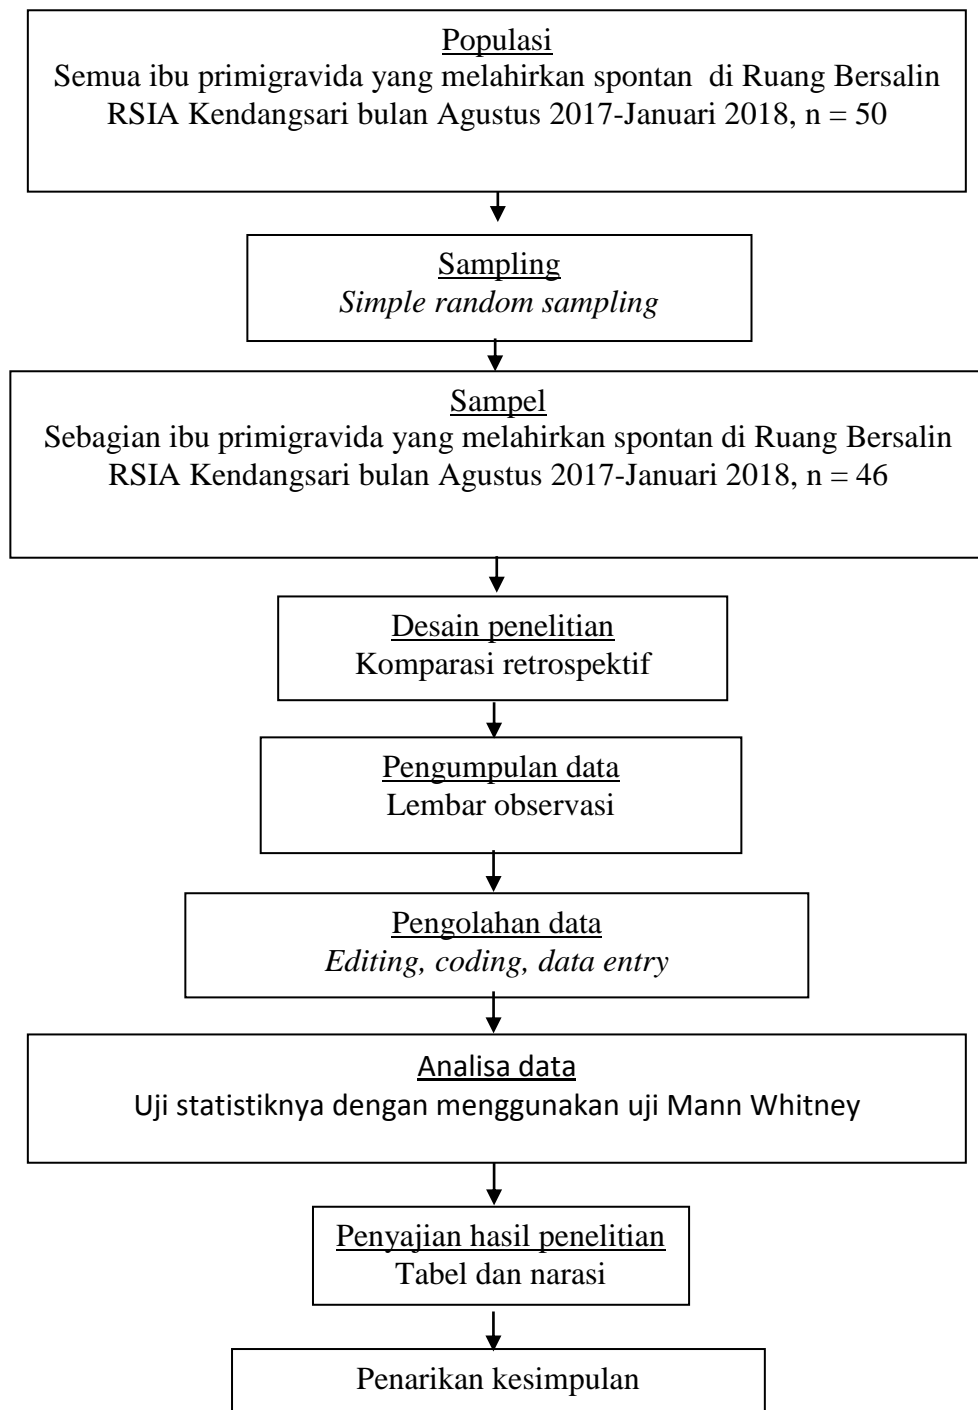 Populasi
Semua ibu primigravida yang melahirkan spontan di Ruang Bersalin
RSIA Kendangsari bulan Agustus 2017-Januari 2018, n = 50
Sampling
Simple random sampling
Sampel
Sebagian ibu primigravida yang melahirkan spontan di Ruang Bersalin
RSIA Kendangsari bulan Agustus 2017-Januari 2018, n = 46
Desain penelitian
Komparasi retrospektif
Pengumpulan data
Lembar observasi
Pengolahan data
Editing, coding, data entry
Analisa data
Uji statistiknya dengan menggunakan uji Mann Whitney
Penyajian hasil penelitian
Tabel dan narasi
Penarikan kesimpulan